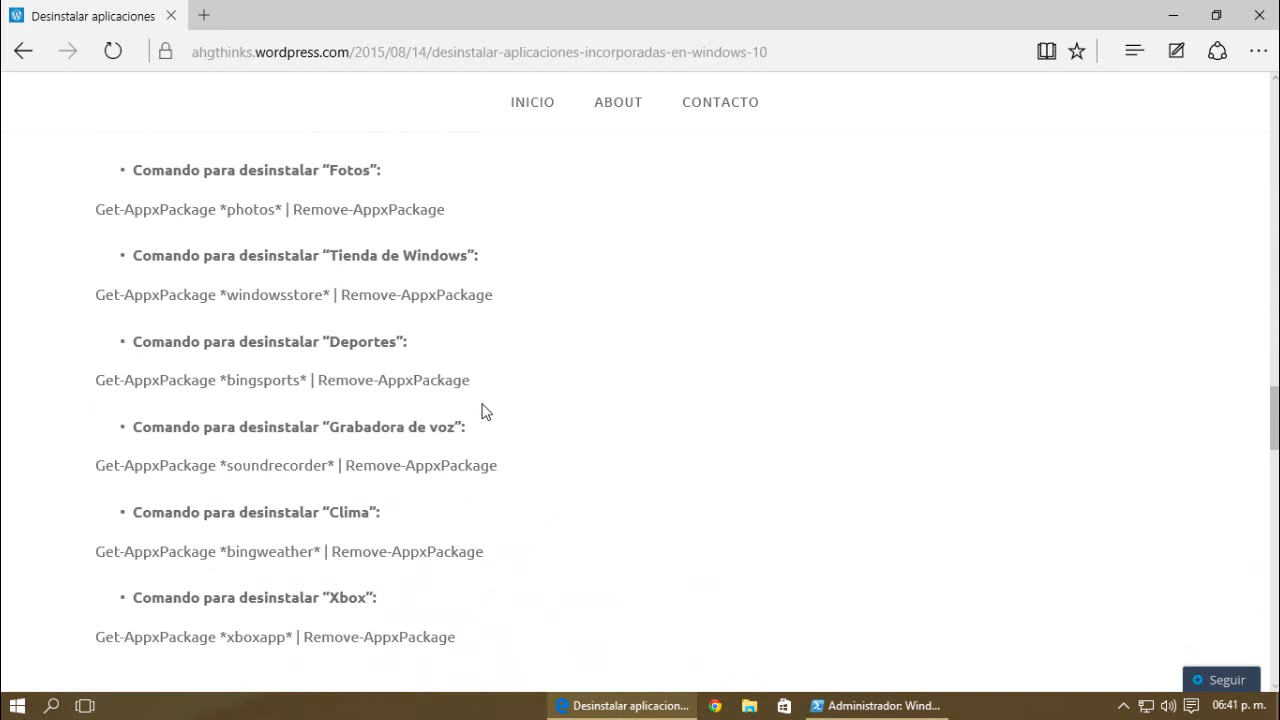 Desinstalar aplicaciones
ahgthinks.wordpress.com/2015/08/14/desinstalar-aplicaciones-incorporadas-en-windows-10
INICIO ABOUT CONTACTO
• Comando para desinstalar “Fotos”:
Get-AppxPackage *photos* | Remove-AppxPackage
• Comando para desinstalar “Tienda de Windows”:
Get-AppxPackage *windowsstore* | Remove-AppxPackage
• Comando para desinstalar “Deportes”:
Get-AppxPackage *bingsports* | Remove-AppxPackage
• Comando para desinstalar “Grabadora de voz”:
Get-AppxPackage *soundrecorder* | Remove-AppxPackage
• Comando para desinstalar “Clima”:
Get-AppxPackage *bingweather* | Remove-AppxPackage
• Comando para desinstalar “Xbox”:
Get-AppxPackage *xboxapp* | Remove-AppxPackage
Seguir
Desinstalar aplicacion... Administrador: Wind... 06:41 p. m.